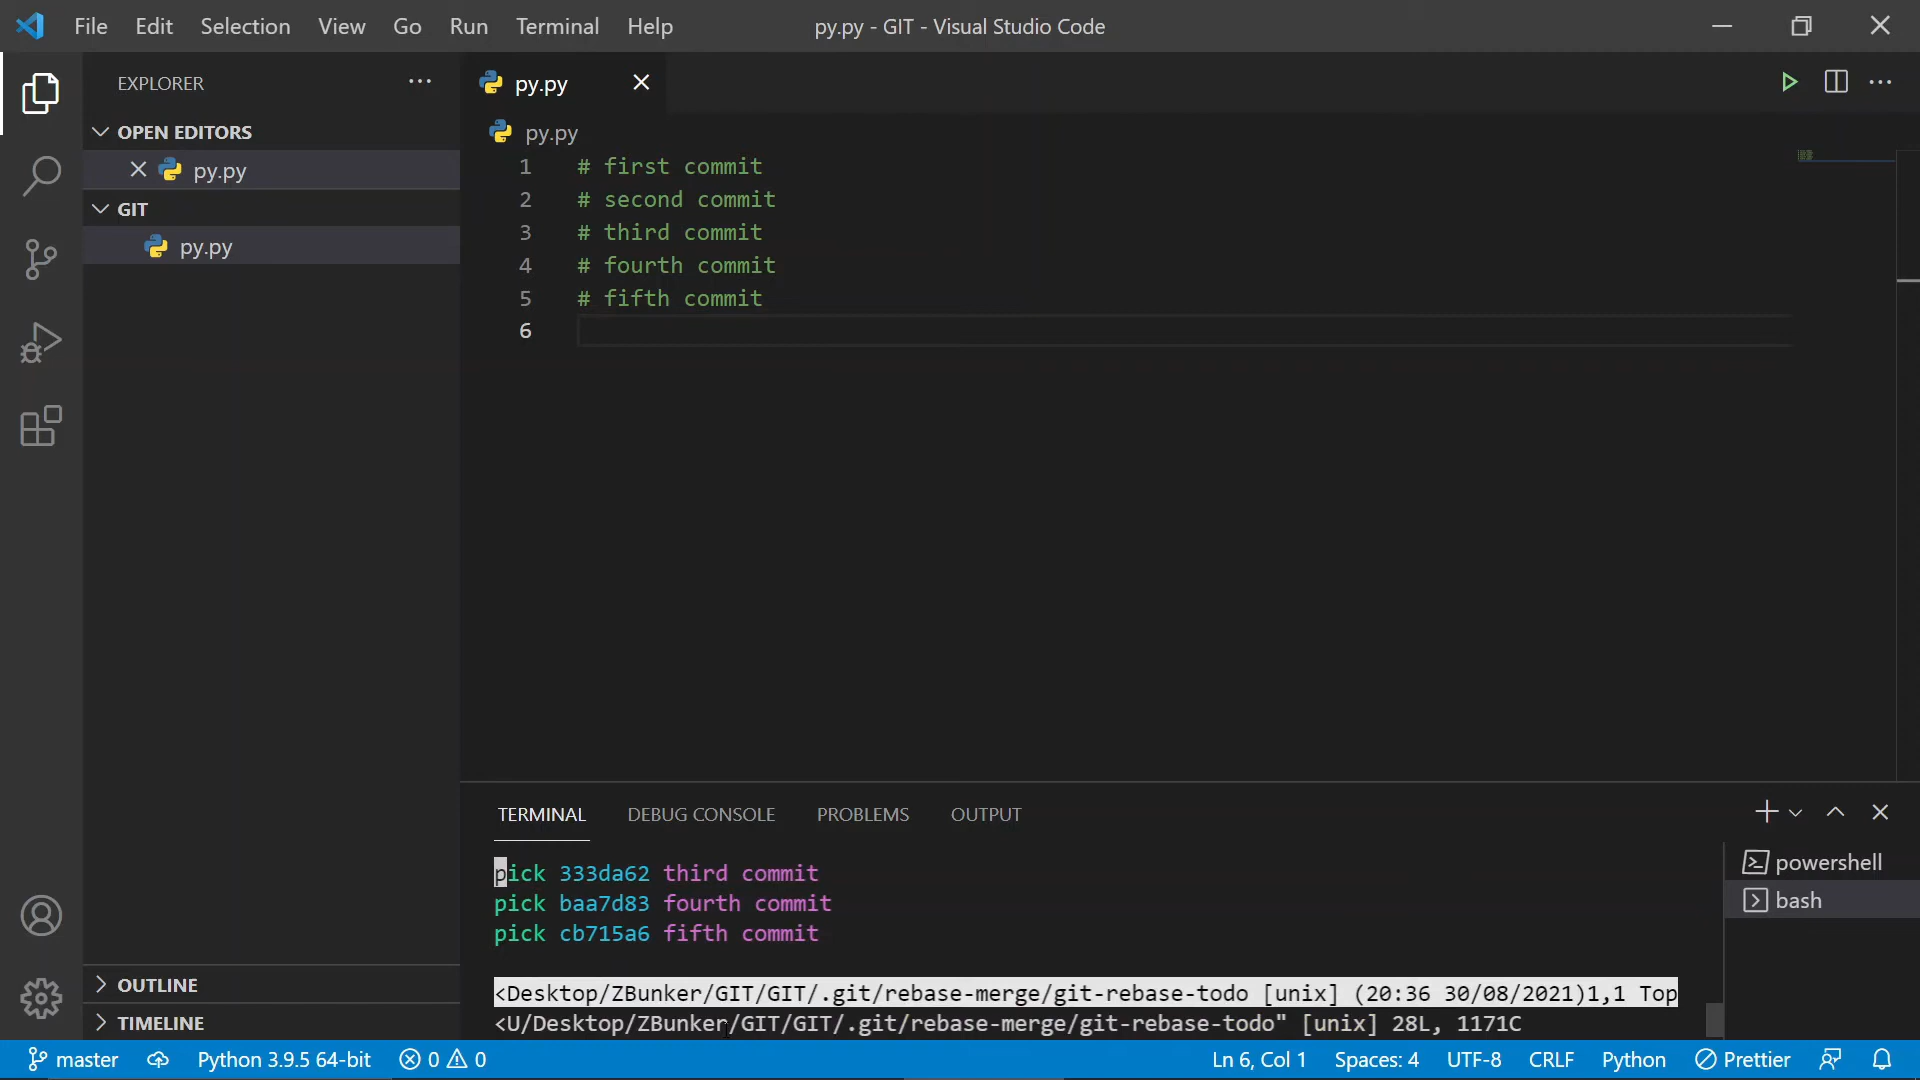 File Edit Selection View Go Run Terminal Help py.py - GIT - Visual Studio Code
EXPLORER
OPEN EDITORS
py.py
GIT
py.py
OUTLINE
TIMELINE
py.py
py.py
1 # first commit
2 # second commit
3 # third commit
4 # fourth commit
5 # fifth commit
6
TERMINAL DEBUG CONSOLE PROBLEMS OUTPUT
pick 333da62 third commit
pick baa7d83 fourth commit
pick cb715a6 fifth commit
<Desktop/ZBunker/GIT/GIT/.git/rebase-merge/git-rebase-todo [unix] (20:36 30/08/2021)1,1 Top
<U/Desktop/ZBunker/GIT/GIT/.git/rebase-merge/git-rebase-todo" [unix] 28L, 1171C
powershell
bash
master Python 3.9.5 64-bit 0 0 Ln 6, Col 1 Spaces: 4 UTF-8 CRLF Python Prettier